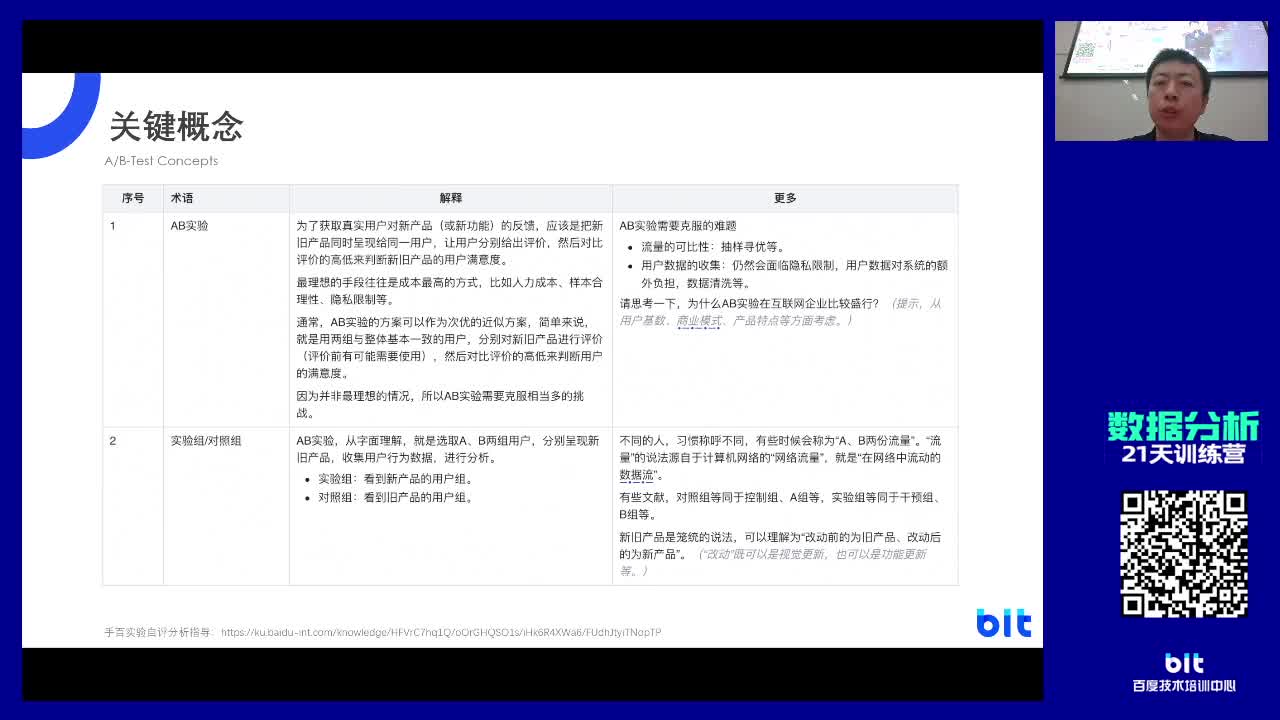 关键概念
A/B-Test Concepts
序号 术语 解释 更多
1 AB实验
为了获取真实用户对新产品（或新功能）的反馈，应该是把新
旧产品同时呈现给同一用户，让用户分别给出评价，然后对比
评价的高低来判断新旧产品的用户满意度。
最理想的手段往往是成本最高的方式，比如人力成本、样本合
理性、隐私限制等。
通常，AB实验的方案可以作为次优的近似方案，简单来说，
就是用两组与整体基本一致的用户，分别对新旧产品进行评价
（评价前有可能需要使用），然后对比评价的高低来判断用户
的满意度。
因为并非最理想的情况，所以AB实验需要克服相当多的挑
战。
AB实验需要克服的难题
• 流量的可比性：抽样寻优等。
• 用户数据的收集：仍然会面临隐私限制，用户数据对系统的额
外负担，数据清洗等。
请思考一下，为什么AB实验在互联网企业比较盛行？（提示，从
用户基数、商业模式、产品特点等方面考虑。）
2 实验组/对照组
AB实验，从字面理解，就是选取A、B两组用户，分别呈现新
旧产品，收集用户行为数据，进行分析。
• 实验组：看到新产品的用户组。
• 对照组：看到旧产品的用户组。
不同的人，习惯称呼不同，有些时候会称为“A、B两份流量”。“流
量”的说法源自于计算机网络的“网络流量”，就是“在网络中流动的
数据流”。
有些文献，对照组等同于控制组、A组等，实验组等同于干预组、
B组等。
新旧产品是笼统的说法，可以理解为“改动前的为旧产品、改动后
的为新产品”。（“改动”既可以是视觉更新，也可以是功能更新
等。）
手百实验自评分析指导：
bit
数据分析
21天训练营
bit
百度技术培训中心